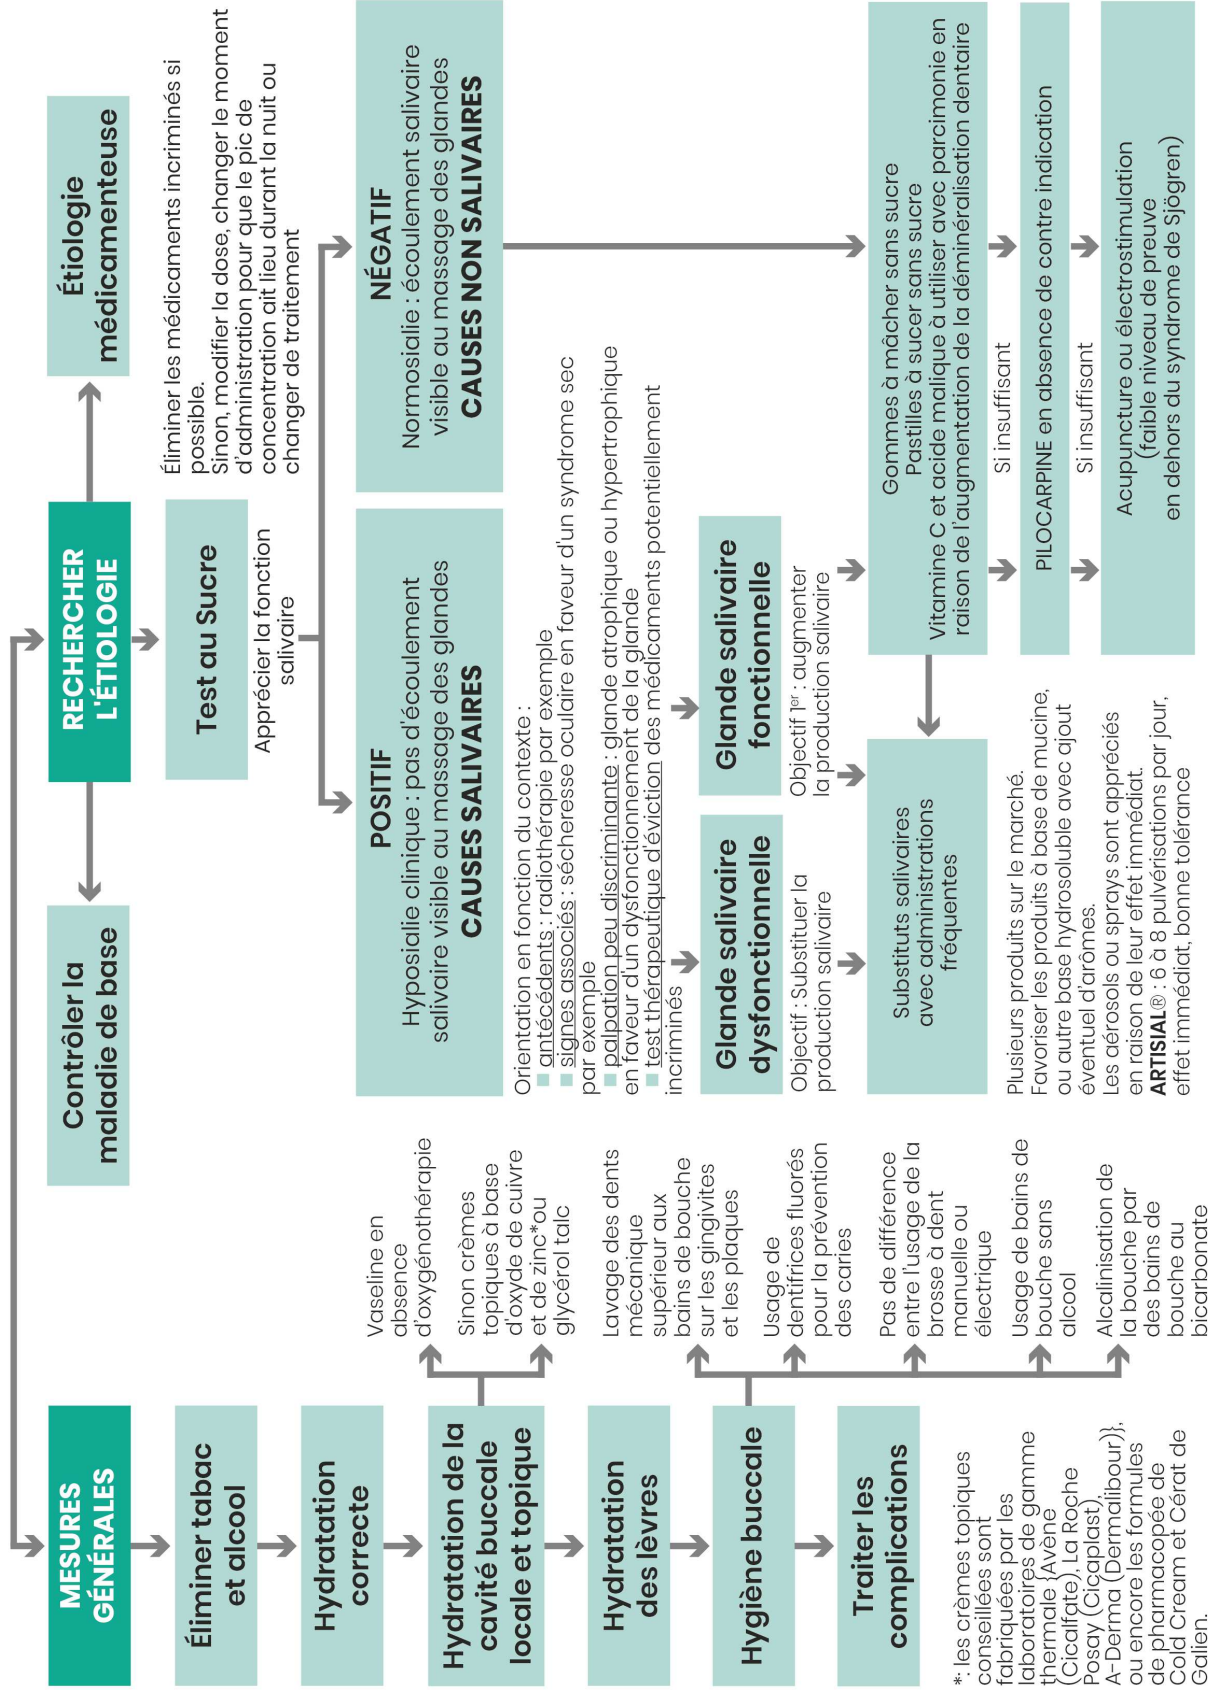 MESURES
GÉNÉRALES
Éliminer tabac
et alcool
Hydratation
correcte
Hydratation de la
cavité buccale
locale et topique
Vaseline en
absence
d'oxygénothérapie
Sinon crèmes
topiques à base
d'oxyde de cuivre
et de zinc*ou
glycérol talc
Hydratation
des lèvres
Hygiène buccale
Lavage des dents
mécanique
supérieur aux
bains de bouche
sur les gingivites
et les plaques
Usage de
dentifrices fluorés
pour la prévention
des caries
Pas de différence
entre l'usage de la
brosse à dent
manuelle ou
électrique
Usage de bains de
bouche sans
alcool
Alcalinisation de
la bouche par
des bains de
bouche au
bicarbonate
Traiter les
complications
*: les crèmes topiques
conseillées sont
fabriquées par les
laboratoires de gamme
thermale {Avène
(Cicalfate), La Roche
Posay (Cicaplast),
A-Derma (Dermalibour)},
ou encore les formules
de pharmacopée de
Cold Cream et Cérat de
Galien.
RECHERCHER
L'ÉTIOLOGIE
Contrôler la
maladie de base
Étiologie
médicamenteuse
Éliminer les médicaments incriminés si
possible.
Sinon, modifier la dose, changer le moment
d'administration pour que le pic de
concentration ait lieu durant la nuit ou
changer de traitement
Test au Sucre
Apprécier la fonction
salivaire
POSITIF
Hyposialie clinique : pas d'écoulement
salivaire visible au massage des glandes
CAUSES SALIVAIRES
Orientation en fonction du contexte :
antécédents : radiothérapie par exemple
signes associés : sécheresse oculaire en faveur d'un syndrome sec
par exemple
palpation peu discriminante : glande atrophique ou hypertrophique
en faveur d'un dysfonctionnement de la glande
test thérapeutique d'éviction des médicaments potentiellement
incriminés
NÉGATIF
Normosialie : écoulement salivaire
visible au massage des glandes
CAUSES NON SALIVAIRES
Glande salivaire
dysfonctionnelle
Objectif : Substituer la
production salivaire
Glande salivaire
fonctionnelle
Objectif 1er : augmenter
la production salivaire
Substituts salivaires
avec administrations
fréquentes
Plusieurs produits sur le marché.
Favoriser les produits à base de mucine,
ou autre base hydrosoluble avec ajout
éventuel d'arômes.
Les aérosols ou sprays sont appréciés
en raison de leur effet immédiat.
ARTISIAL® : 6 à 8 pulvérisations par jour,
effet immédiat, bonne tolérance
Gommes à mâcher sans sucre
Pastilles à sucer sans sucre
Vitamine C et acide malique à utiliser avec parcimonie en
raison de l'augmentation de la déminéralisation dentaire
Si insuffisant
PILOCARPINE en absence de contre indication
Si insuffisant
Acupuncture ou électrostimulation
(faible niveau de preuve
en dehors du syndrome de Sjögren)